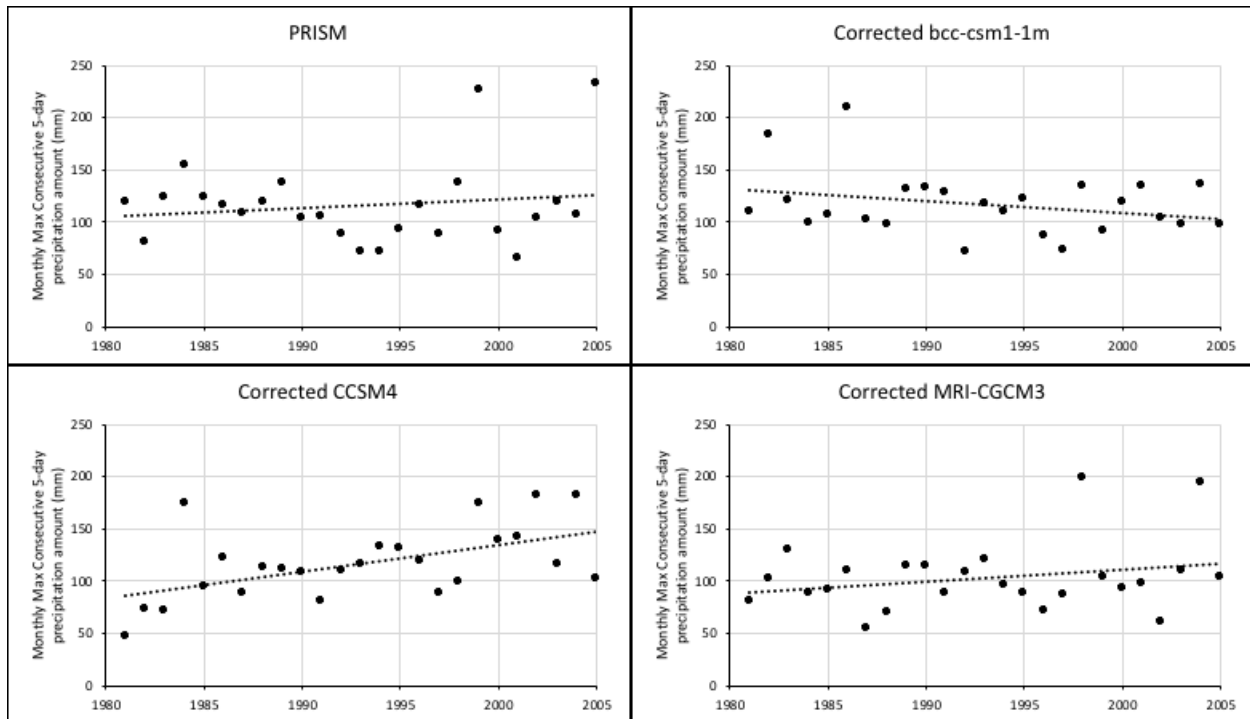 PRISM
Monthly Max Consecutive 5-day
precipitation amount (mm)
250
200
150
100
50
0
1980 1985 1990 1995 2000 2005
Corrected bcc-csm1-1m
Monthly Max Consecutive 5-day
precipitation amount (mm)
250
200
150
100
50
0
1980 1985 1990 1995 2000 2005
Corrected CCSM4
Monthly Max Consecutive 5-day
precipitation amount (mm)
250
200
150
100
50
0
1980 1985 1990 1995 2000 2005
Corrected MRI-CGCM3
Monthly Max Consecutive 5-day
precipitation amount (mm)
250
200
150
100
50
0
1980 1985 1990 1995 2000 2005